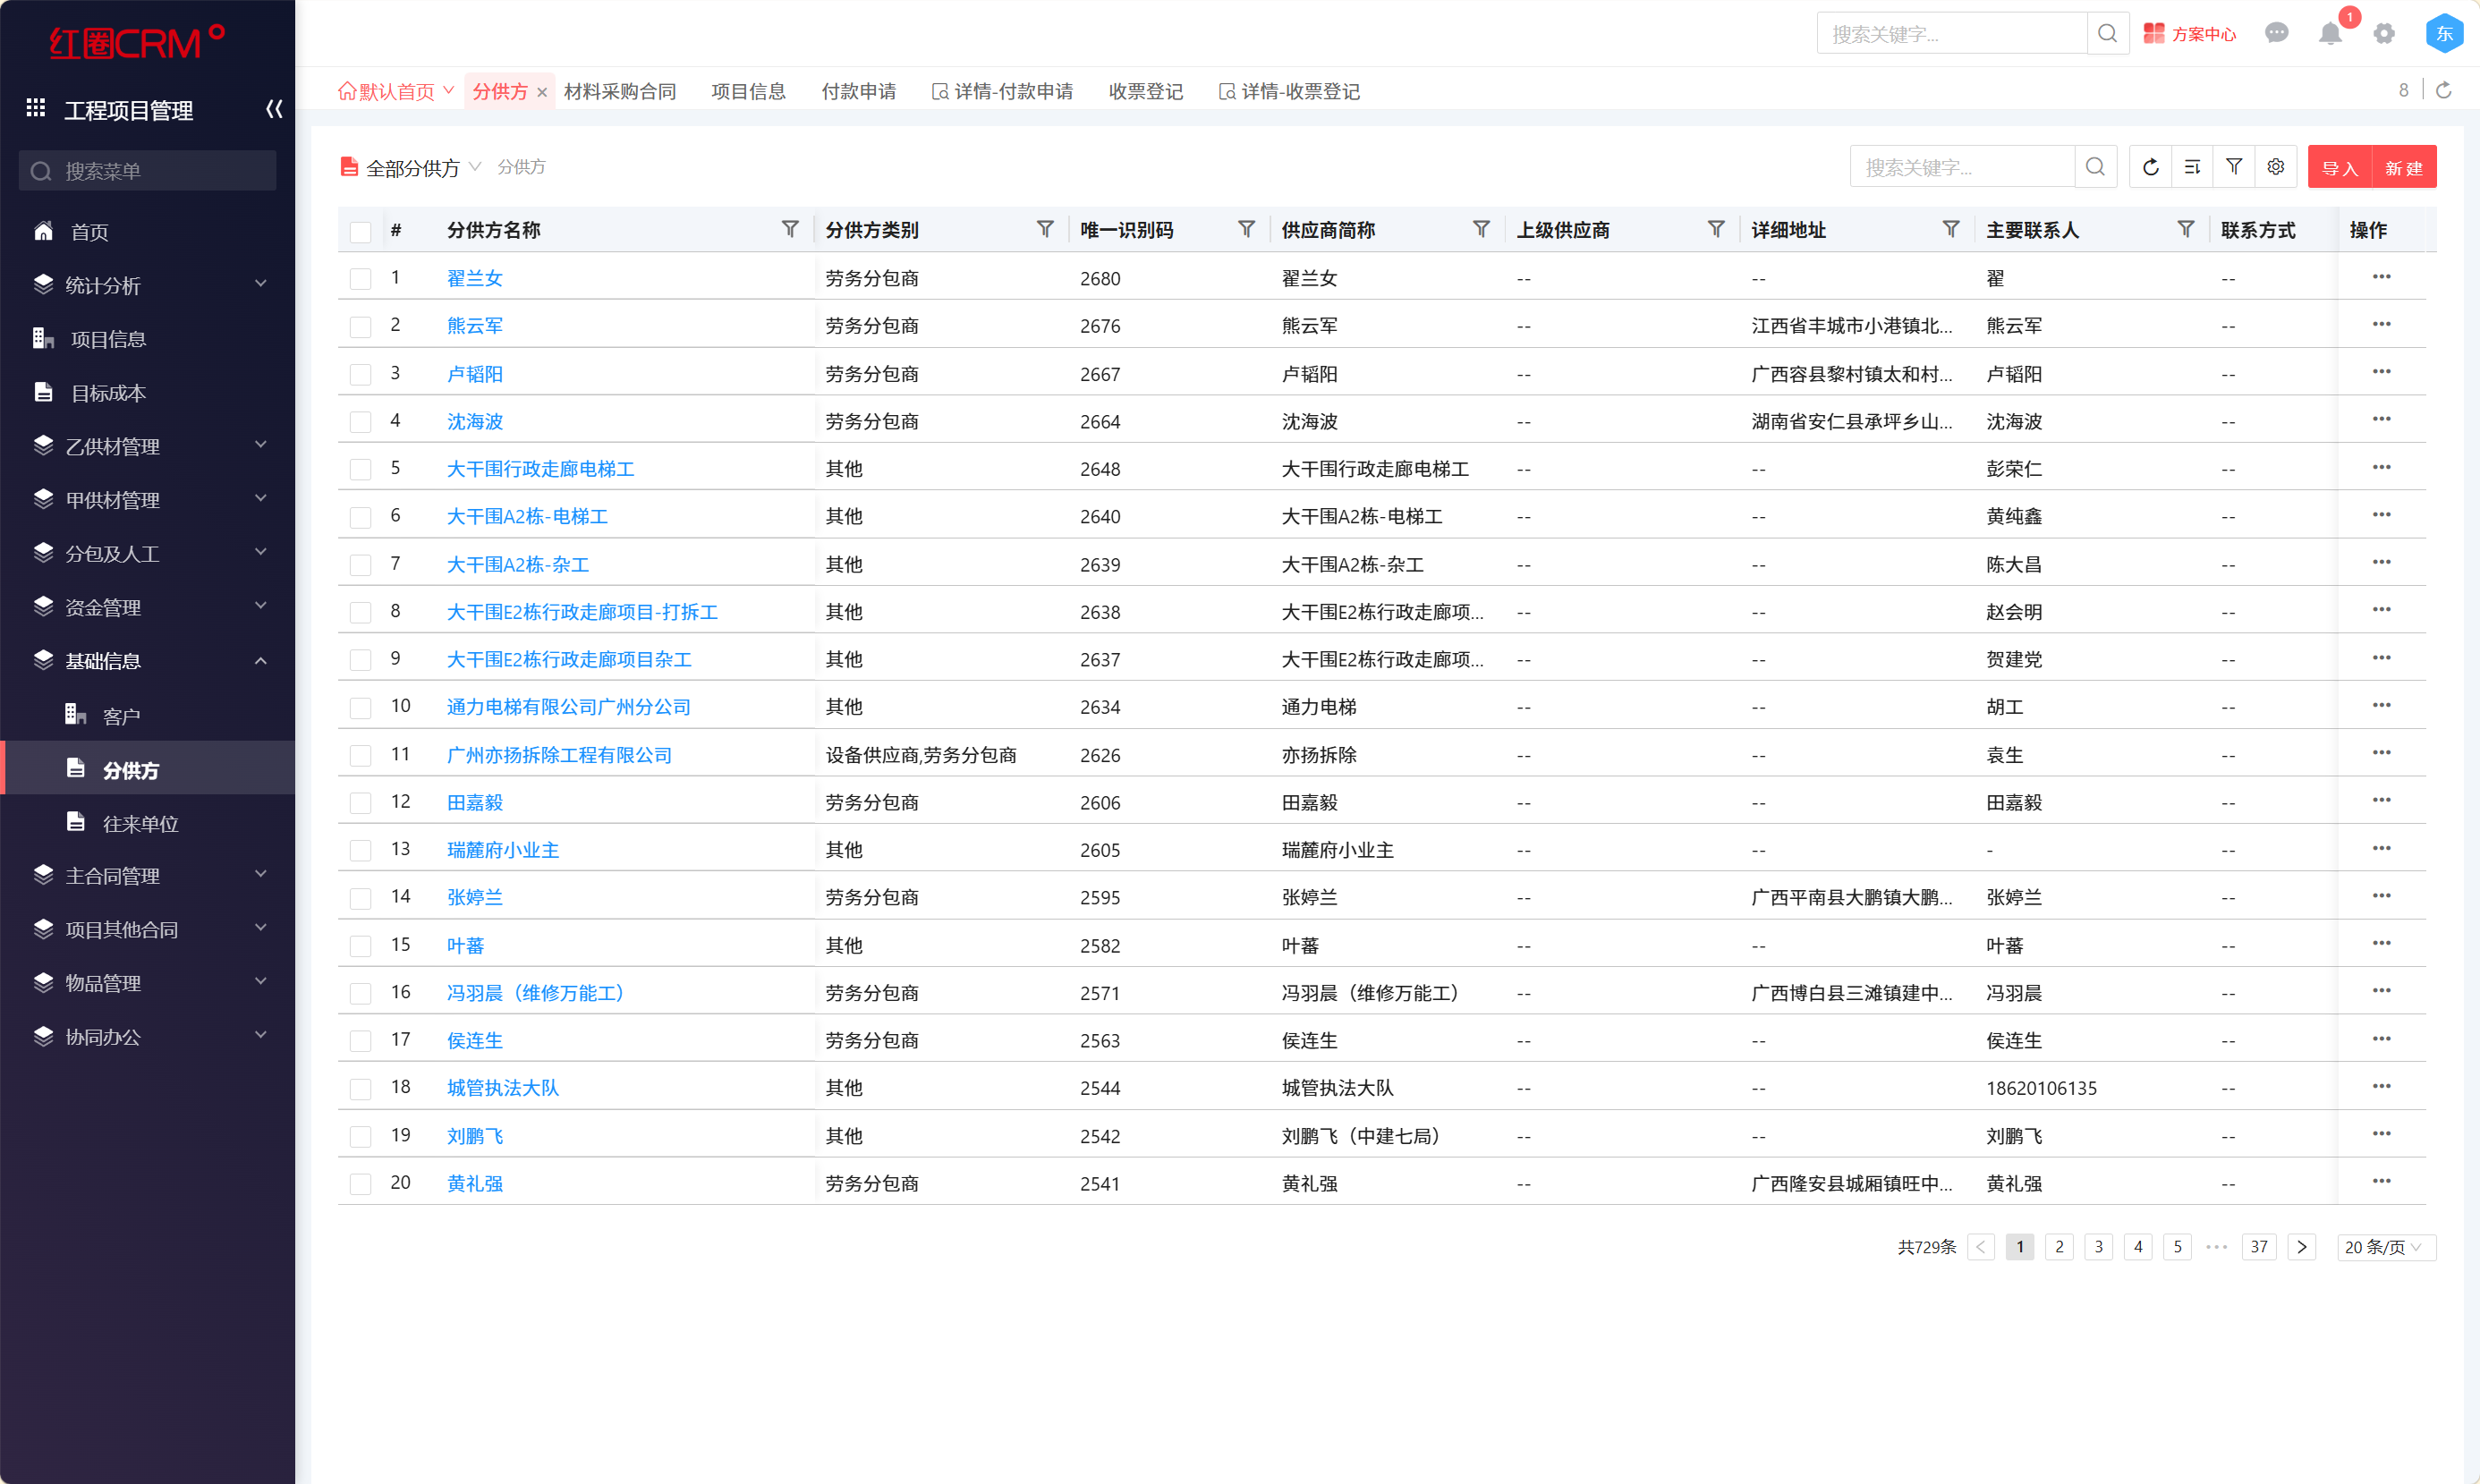 红圈CRM
搜索关键字...
方案中心
1
东
工程项目管理
默认首页 分供方 材料采购合同 项目信息 付款申请 详情-付款申请 收票登记 详情-收票登记 8
搜索菜单
首页
统计分析
项目信息
目标成本
乙供材管理
甲供材管理
分包及人工
资金管理
基础信息
客户
分供方
往来单位
主合同管理
项目其他合同
物品管理
协同办公
全部分供方 分供方 搜索关键字... 导入 新建
# 分供方名称 分供方类别 唯一识别码 供应商简称 上级供应商 详细地址 主要联系人 联系方式 操作
1 翟兰女 劳务分包商 2680 翟兰女 -- -- 翟 -- •••
2 熊云军 劳务分包商 2676 熊云军 -- 江西省丰城市小港镇北... 熊云军 -- •••
3 卢韬阳 劳务分包商 2667 卢韬阳 -- 广西容县黎村镇太和村... 卢韬阳 -- •••
4 沈海波 劳务分包商 2664 沈海波 -- 湖南省安仁县承坪乡山... 沈海波 -- •••
5 大干围行政走廊电梯工 其他 2648 大干围行政走廊电梯工 -- -- 彭荣仁 -- •••
6 大干围A2栋-电梯工 其他 2640 大干围A2栋-电梯工 -- -- 黄纯鑫 -- •••
7 大干围A2栋-杂工 其他 2639 大干围A2栋-杂工 -- -- 陈大昌 -- •••
8 大干围E2栋行政走廊项目-打拆工 其他 2638 大干围E2栋行政走廊项... -- -- 赵会明 -- •••
9 大干围E2栋行政走廊项目杂工 其他 2637 大干围E2栋行政走廊项... -- -- 贺建党 -- •••
10 通力电梯有限公司广州分公司 其他 2634 通力电梯 -- -- 胡工 -- •••
11 广州亦扬拆除工程有限公司 设备供应商,劳务分包商 2626 亦扬拆除 -- -- 袁生 -- •••
12 田嘉毅 劳务分包商 2606 田嘉毅 -- -- 田嘉毅 -- •••
13 瑞麓府小业主 其他 2605 瑞麓府小业主 -- -- - -- •••
14 张婷兰 劳务分包商 2595 张婷兰 -- 广西平南县大鹏镇大鹏... 张婷兰 -- •••
15 叶蕃 其他 2582 叶蕃 -- -- 叶蕃 -- •••
16 冯羽晨（维修万能工） 劳务分包商 2571 冯羽晨（维修万能工） -- 广西博白县三滩镇建中... 冯羽晨 -- •••
17 侯连生 劳务分包商 2563 侯连生 -- -- 侯连生 -- •••
18 城管执法大队 其他 2544 城管执法大队 -- -- 18620106135 -- •••
19 刘鹏飞 其他 2542 刘鹏飞（中建七局） -- -- 刘鹏飞 -- •••
20 黄礼强 劳务分包商 2541 黄礼强 -- 广西隆安县城厢镇旺中... 黄礼强 -- •••
共729条 < 1 2 3 4 5 ••• 37 > 20 条/页